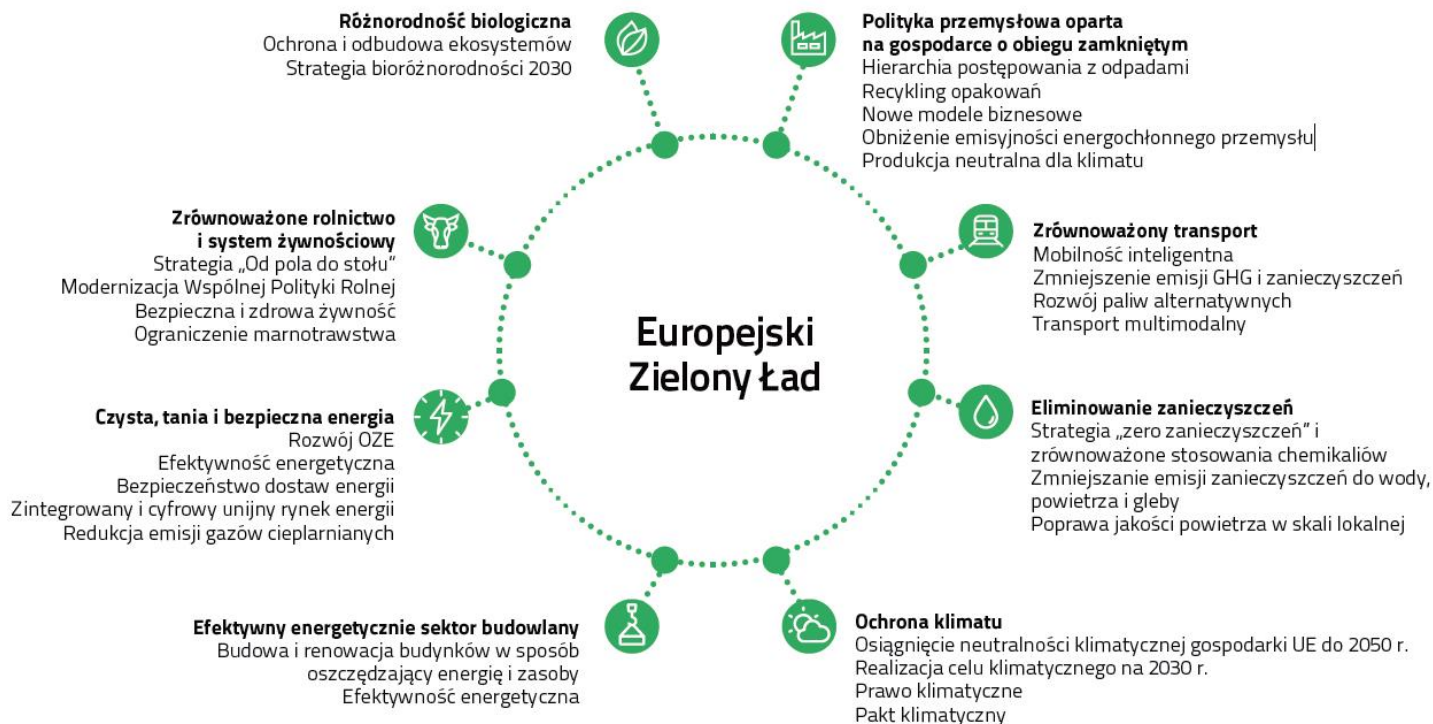 Różnorodność biologiczna
Ochrona i odbudowa ekosystemów
Strategia bioróżnorodności 2030
Polityka przemysłowa oparta
na gospodarce o obiegu zamkniętym
Hierarchia postępowania z odpadami
Recykling opakowań
Nowe modele biznesowe
Obniżenie emisyjności energochłonnego przemysłu
Produkcja neutralna dla klimatu
Zrównoważone rolnictwo
i system żywnościowy
Strategia „Od pola do stołu“
Modernizacja Wspólnej Polityki Rolnej
Bezpieczna i zdrowa żywność
Ograniczenie marnotrawstwa
Zrównoważony transport
Mobilność inteligentna
Zmniejszenie emisji GHG i zanieczyszczeń
Rozwój paliw alternatywnych
Transport multimodalny
Europejski
Zielony Ład
Czysta, tania i bezpieczna energia
Rozwój OZE
Efektywność energetyczna
Bezpieczeństwo dostaw energii
Zintegrowany i cyfrowy unijny rynek energii
Redukcja emisji gazów cieplarnianych
Eliminowanie zanieczyszczeń
Strategia „zero zanieczyszczeń“ i
zrównoważone stosowania chemikaliów
Zmniejszanie emisji zanieczyszczeń do wody,
powietrza i gleby
Poprawa jakości powietrza w skali lokalnej
Efektywny energetycznie sektor budowlany
Budowa i renowacja budynków w sposób
oszczędzający energię i zasoby
Efektywność energetyczna
Ochrona klimatu
Osiągnięcie neutralności klimatycznej gospodarki UE do 2050 r.
Realizacja celu klimatycznego na 2030 r.
Prawo klimatyczne
Pakt klimatyczny